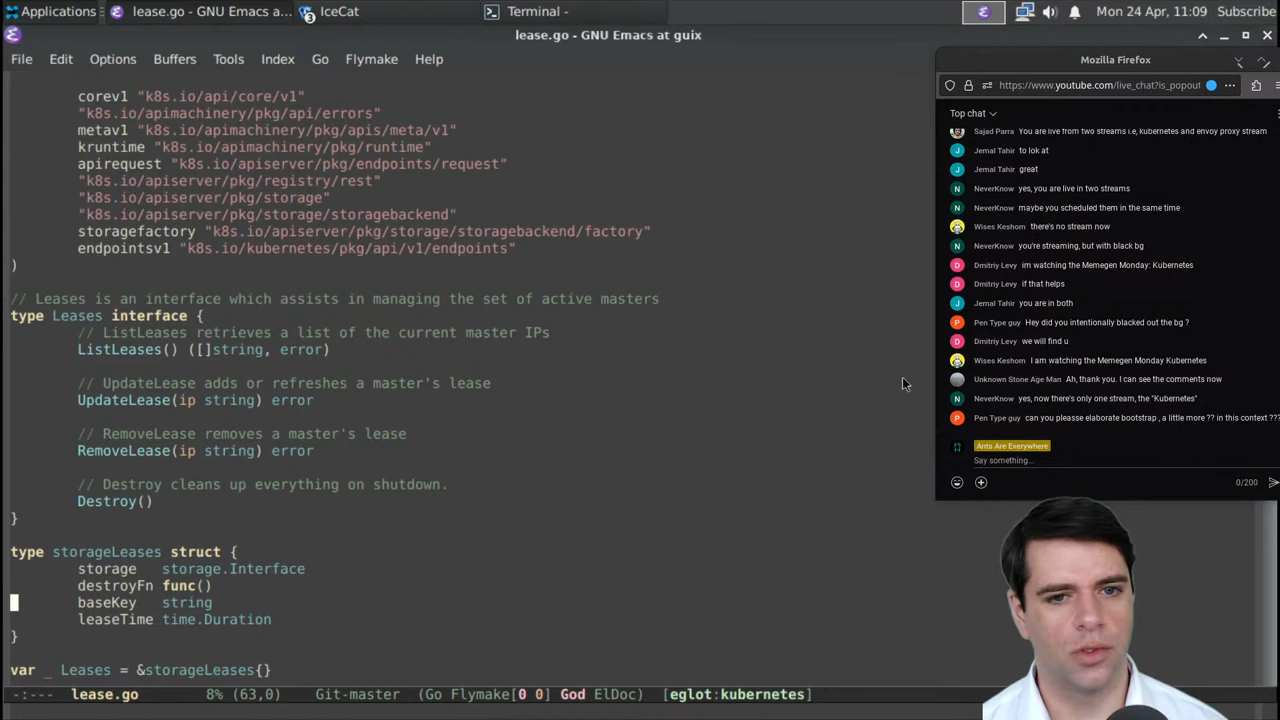 Applications
lease.go - GNU Emacs a...
3
IceCat
Terminal -
Mon 24 Apr, 11:09
Subscribe
lease.go - GNU Emacs at guix
File Edit Options Buffers Tools Index Go Flymake Help
corev1 "k8s.io/api/core/v1"
"k8s.io/apimachinery/pkg/api/errors"
metav1 "k8s.io/apimachinery/pkg/apis/meta/v1"
kruntime "k8s.io/apimachinery/pkg/runtime"
apirequest "k8s.io/apiserver/pkg/endpoints/request"
"k8s.io/apiserver/pkg/registry/rest"
"k8s.io/apiserver/pkg/storage"
"k8s.io/apiserver/pkg/storage/storagebackend"
storagefactory "k8s.io/apiserver/pkg/storage/storagebackend/factory"
endpointsv1 "k8s.io/kubernetes/pkg/api/v1/endpoints"
)
// Leases is an interface which assists in managing the set of active masters
type Leases interface {
// ListLeases retrieves a list of the current master IPs
ListLeases() ([]string, error)
// UpdateLease adds or refreshes a master's lease
UpdateLease(ip string) error
// RemoveLease removes a master's lease
RemoveLease(ip string) error
// Destroy cleans up everything on shutdown.
Destroy()
}
type storageLeases struct {
storage storage.Interface
destroyFn func()
baseKey string
leaseTime time.Duration
}
var _ Leases = &storageLeases{}
-:--- lease.go 8% (63,0) Git-master (Go Flymake[0 0] God ElDoc) [eglot:kubernetes]
Mozilla Firefox
https://www.youtube.com/live_chat?is_popout
Top chat
Sajad Parra You are live from two streams i.e, kubernetes and envoy proxy stream
J Jemal Tahir to lok at
J Jemal Tahir great
N NeverKnow yes, you are live in two streams
N NeverKnow maybe you scheduled them in the same time
Wises Keshom there's no stream now
N NeverKnow you're streaming, but with black bg
D Dmitriy Levy im watching the Memegen Monday: Kubernetes
D Dmitriy Levy if that helps
J Jemal Tahir you are in both
P Pen Type guy Hey did you intentionally blacked out the bg ?
D Dmitriy Levy we will find u
Wises Keshom I am watching the Memegen Monday Kubernetes
Unknown Stone Age Man Ah, thank you. I can see the comments now
N NeverKnow yes, now there's only one stream, the "Kubernetes"
P Pen Type guy can you pleasse elaborate bootstrap , a little more ?? in this context ???
Ants Are Everywhere
Say something...
0/200